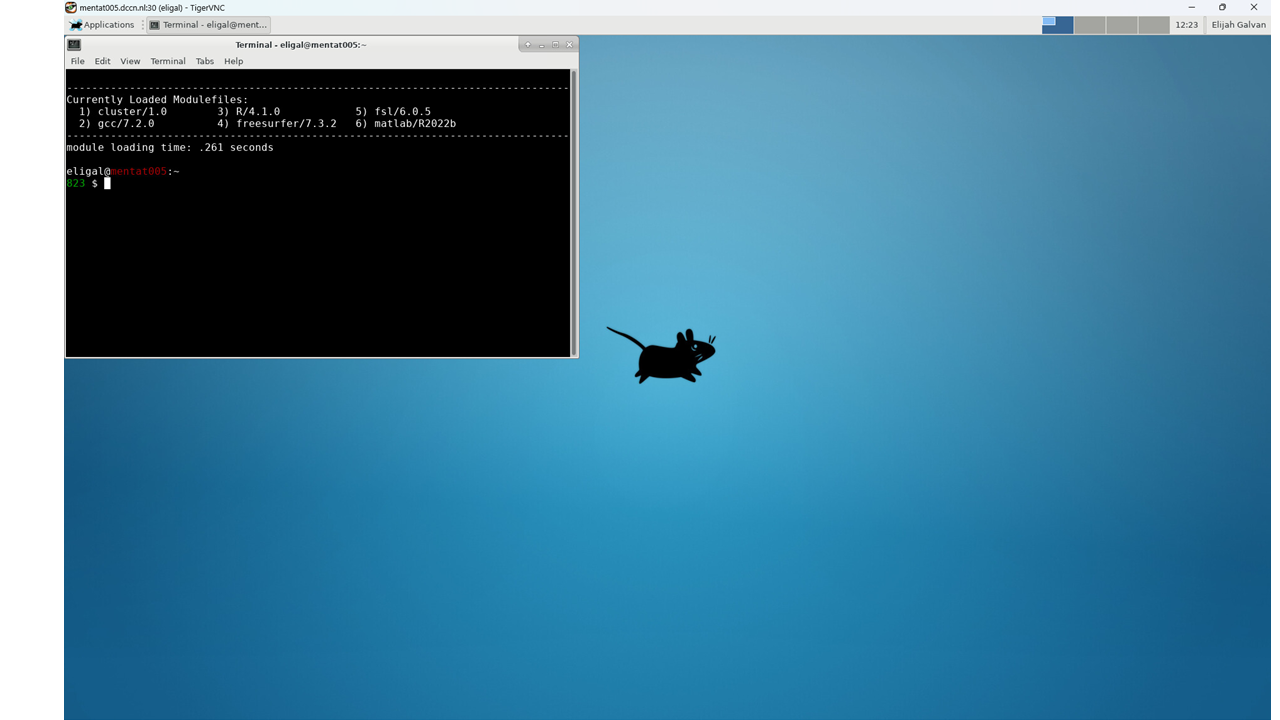 mentat005.dccn.nl:30 (eligal) - TigerVNC
Applications Terminal - eligal@ment... 12:23 Elijah Galvan
Terminal - eligal@mentat005:~
File Edit View Terminal Tabs Help
--------------------------------------------------------------------------------
Currently Loaded Modulefiles:
1) cluster/1.0 3) R/4.1.0 5) fsl/6.0.5
2) gcc/7.2.0 4) freesurfer/7.3.2 6) matlab/R2022b
--------------------------------------------------------------------------------
module loading time: .261 seconds
eligal@mentat005:~
823 $